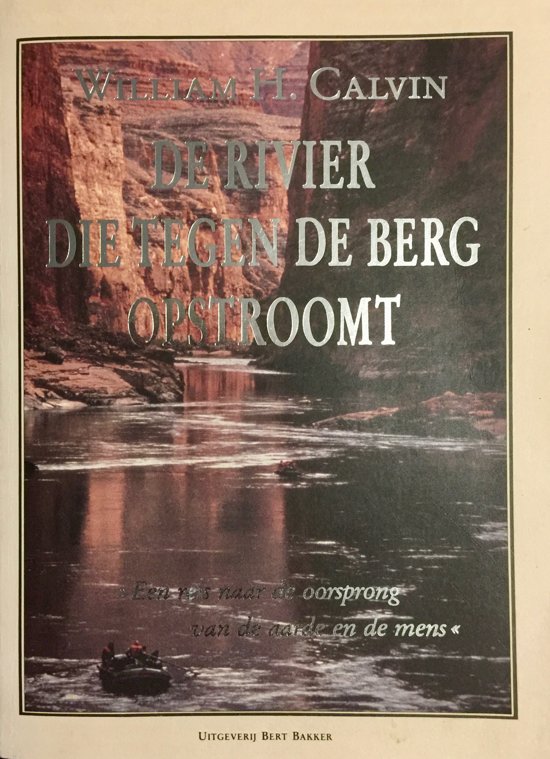 WILLIAM H. CALVIN
DE RIVIER
DIE TEGEN DE BERG
OPSTROOMT
»Een reis naar de oorsprong
van de aarde en de mens«
UITGEVERIJ BERT BAKKER